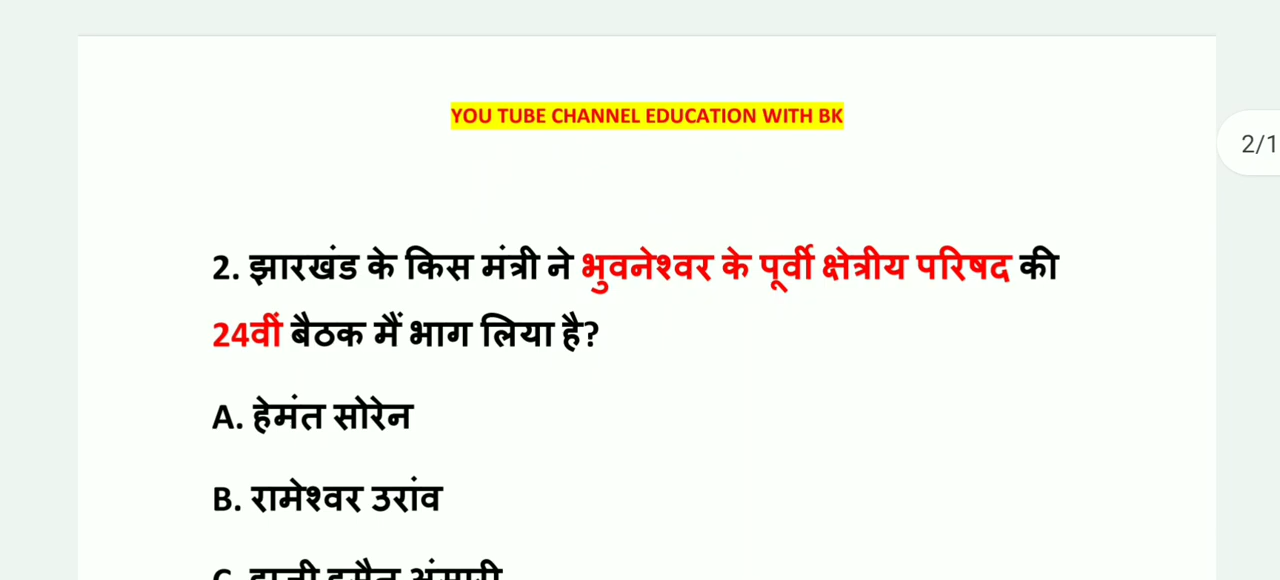 YOU TUBE CHANNEL EDUCATION WITH BK
2/1
2. झारखंड के किस मंत्री ने भुवनेश्वर के पूर्वी क्षेत्रीय परिषद की
24वीं बैठक मैं भाग लिया है?
A. हेमंत सोरेन
B. रामेश्वर उरांव